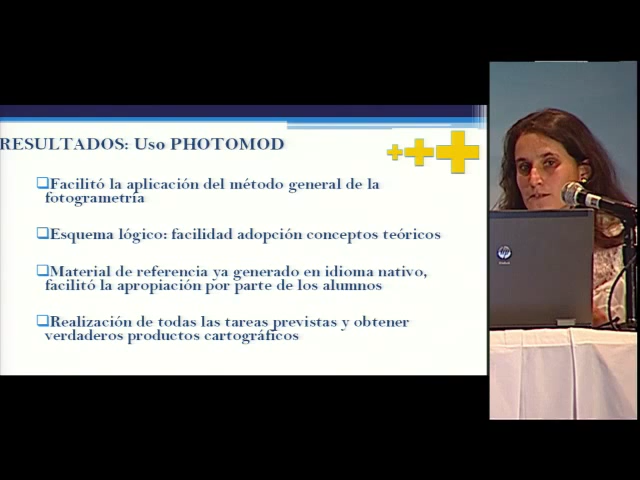 RESULTADOS: Uso PHOTOMOD
Facilitó la aplicación del método general de la
fotogrametría
Esquema lógico: facilidad adopción conceptos teóricos
Material de referencia ya generado en idioma nativo,
facilitó la apropiación por parte de los alumnos
Realización de todas las tareas previstas y obtener
verdaderos productos cartográficos
hp